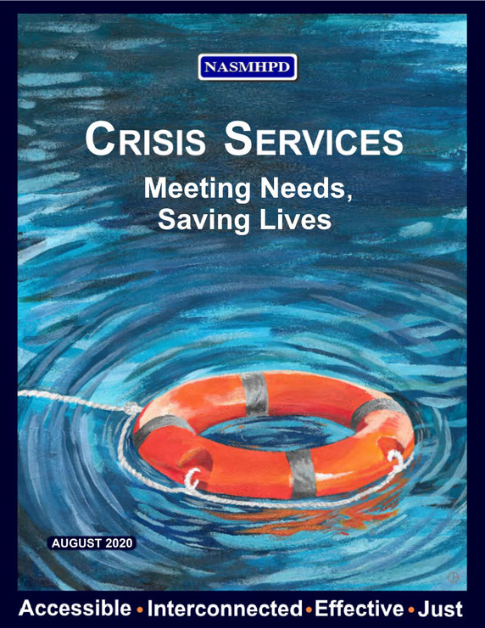 NASMHPD
CRISIS SERVICES
Meeting Needs,
Saving Lives
AUGUST 2020
Accessible • Interconnected • Effective • Just